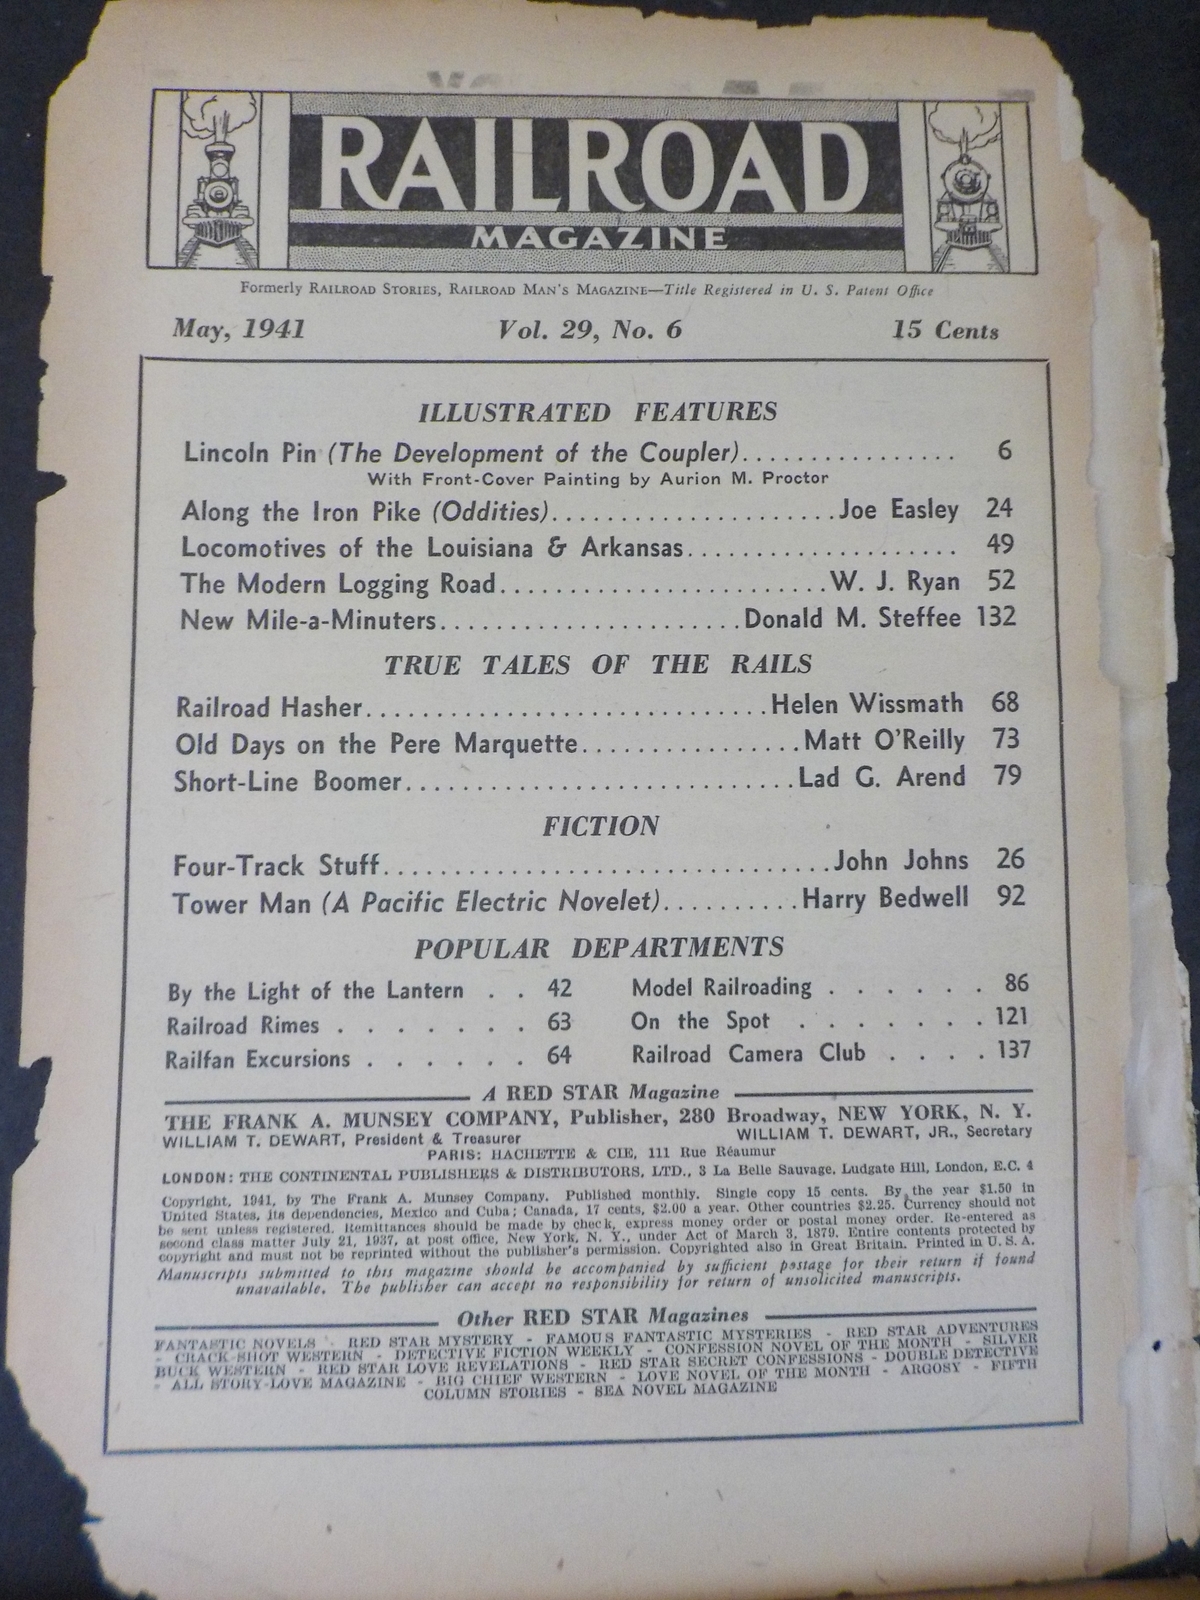 RAILROAD
MAGAZINE
Formerly RAILROAD STORIES, RAILROAD MAN'S MAGAZINE—Title Registered in U. S. Patent Office
May, 1941 Vol. 29, No. 6 15 Cents
ILLUSTRATED FEATURES
Lincoln Pin (The Development of the Coupler)................ 6
With Front-Cover Painting by Aurion M. Proctor
Along the Iron Pike (Oddities)......................Joe Easley 24
Locomotives of the Louisiana & Arkansas..................... 49
The Modern Logging Road.........................W. J. Ryan 52
New Mile-a-Minuters.......................Donald M. Steffee 132
TRUE TALES OF THE RAILS
Railroad Hasher..............................Helen Wissmath 68
Old Days on the Pere Marquette.................Matt O'Reilly 73
Short-Line Boomer.............................Lad G. Arend 79
FICTION
Four-Track Stuff.................................John Johns 26
Tower Man (A Pacific Electric Novelet)..........Harry Bedwell 92
POPULAR DEPARTMENTS
By the Light of the Lantern . . 42 Model Railroading . . . . . . 86
Railroad Rimes . . . . . . . 63 On the Spot . . . . . . . 121
Railfan Excursions . . . . . . 64 Railroad Camera Club . . . . 137
A RED STAR Magazine
THE FRANK A. MUNSEY COMPANY, Publisher, 280 Broadway, NEW YORK, N. Y.
WILLIAM T. DEWART, President & Treasurer WILLIAM T. DEWART, JR., Secretary
PARIS: HACHETTE & CIE, 111 Rue Réaumur
LONDON: THE CONTINENTAL PUBLISHERS & DISTRIBUTORS, LTD., 3 La Belle Sauvage, Ludgate Hill, London, E.C. 4
Copyright, 1941, by The Frank A. Munsey Company. Published monthly. Single copy 15 cents. By the year $1.50 in
United States, its dependencies, Mexico and Cuba; Canada, 17 cents, $2.00 a year. Other countries $2.25. Currency should not
be sent unless registered. Remittances should be made by check, express money order or postal money order. Re-entered as
second class matter July 21, 1937, at post office, New York, N. Y., under Act of March 3, 1879. Entire contents protected by
copyright and must not be reprinted without the publisher's permission. Copyrighted also in Great Britain. Printed in U. S. A.
Manuscripts submitted to this magazine should be accompanied by sufficient postage for their return if found
unavailable. The publisher can accept no responsibility for return of unsolicited manuscripts.
Other RED STAR Magazines
FANTASTIC NOVELS - RED STAR MYSTERY - FAMOUS FANTASTIC MYSTERIES - RED STAR ADVENTURES
- CRACK-SHOT WESTERN - DETECTIVE FICTION WEEKLY - CONFESSION NOVEL OF THE MONTH - SILVER
BUCK WESTERN - RED STAR LOVE REVELATIONS - RED STAR SECRET CONFESSIONS - DOUBLE DETECTIVE
- ALL STORY-LOVE MAGAZINE - BIG CHIEF WESTERN - LOVE NOVEL OF THE MONTH - ARGOSY - FIFTH
COLUMN STORIES - SEA NOVEL MAGAZINE